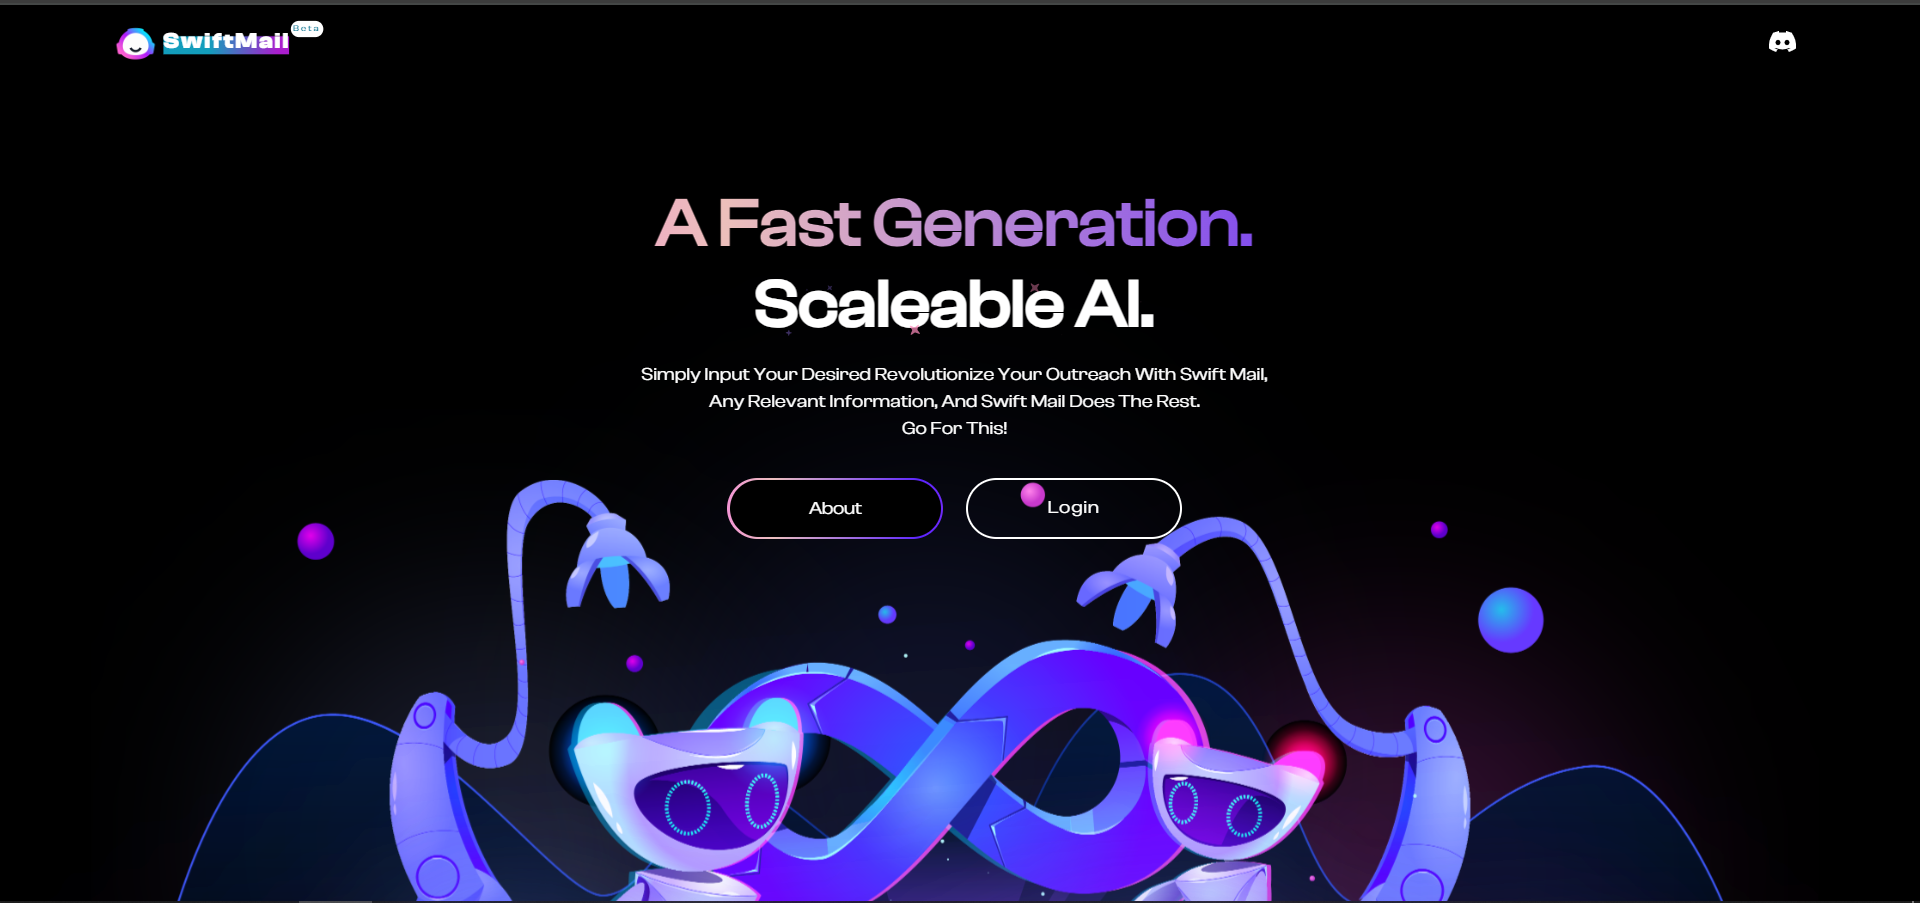 SwiftMail
Beta
A Fast Generation.
Scaleable AI.
Simply Input Your Desired Revolutionize Your Outreach With Swift Mail,
Any Relevant Information, And Swift Mail Does The Rest.
Go For This!
About
Login